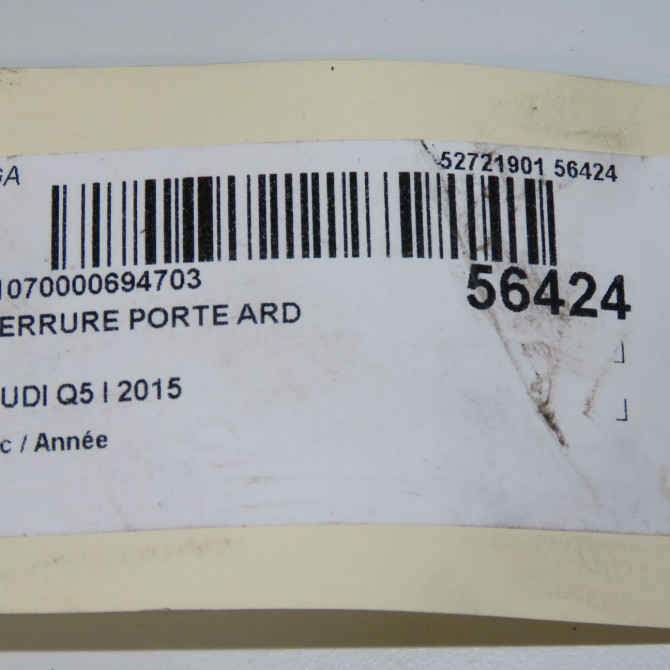 GA
52721901 56424
1070000694703
56424
ERRURE PORTE ARD
UDI Q5 I 2015
c / Année